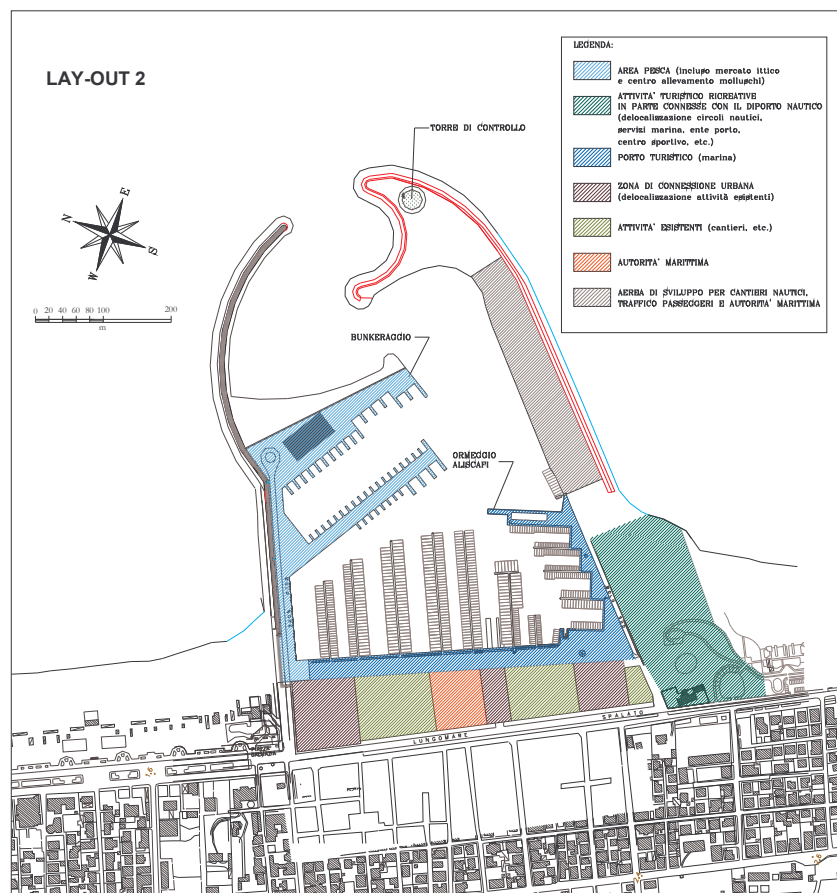 LAY-OUT 2
LEGENDA:
AREA PESCA (incluso mercato ittico
e centro allevamento molluschi)
ATTIVITA' TURISTICO RICREATIVE
IN PARTE CONNESSE CON IL DIPORTO NAUTICO
(delocalizzazione circoli nautici,
servizi marina, ente porto,
centro sportivo, etc.)
PORTO TURISTICO (marina)
ZONA DI CONNESSIONE URBANA
(delocalizzazione attività esistenti)
ATTIVITA' ESISTENTI (cantieri, etc.)
AUTORITA' MARITTIMA
AEREA DI SVILUPPO PER CANTIERI NAUTICI,
TRAFFICO PASSEGGERI E AUTORITA' MARITTIMA
TORRE DI CONTROLLO
N
E
W
S
0 20 40 60 80 100 200
m
BUNKERAGGIO
ORMEGGIO
ALISCAFI
LUNGOMARE
SPALATO